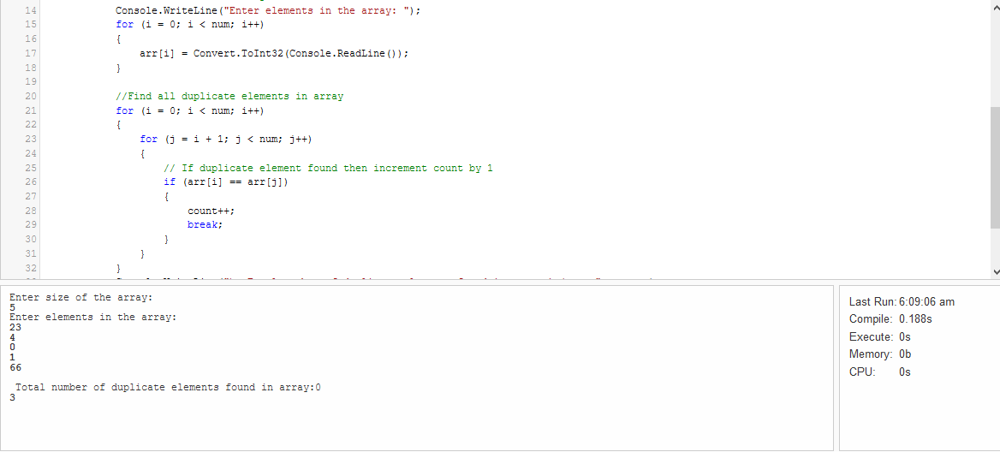 14 Console.WriteLine("Enter elements in the array: ");
15 for (i = 0; i < num; i++)
16 {
17 arr[i] = Convert.ToInt32(Console.ReadLine());
18 }
19
20 //Find all duplicate elements in array
21 for (i = 0; i < num; i++)
22 {
23 for (j = i + 1; j < num; j++)
24 {
25 // If duplicate element found then increment count by 1
26 if (arr[i] == arr[j])
27 {
28 count++;
29 break;
30 }
31 }
32 }
Enter size of the array:
5
Enter elements in the array:
23
4
0
1
66
Total number of duplicate elements found in array:0
3
Last Run: 6:09:06 am
Compile: 0.188s
Execute: 0s
Memory: 0b
CPU: 0s